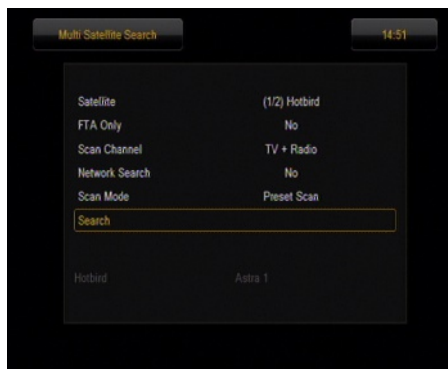 Multi Satellite Search 14:51
Satellite (1/2) Hotbird
FTA Only No
Scan Channel TV + Radio
Network Search No
Scan Mode Preset Scan
Search
Hotbird Astra 1